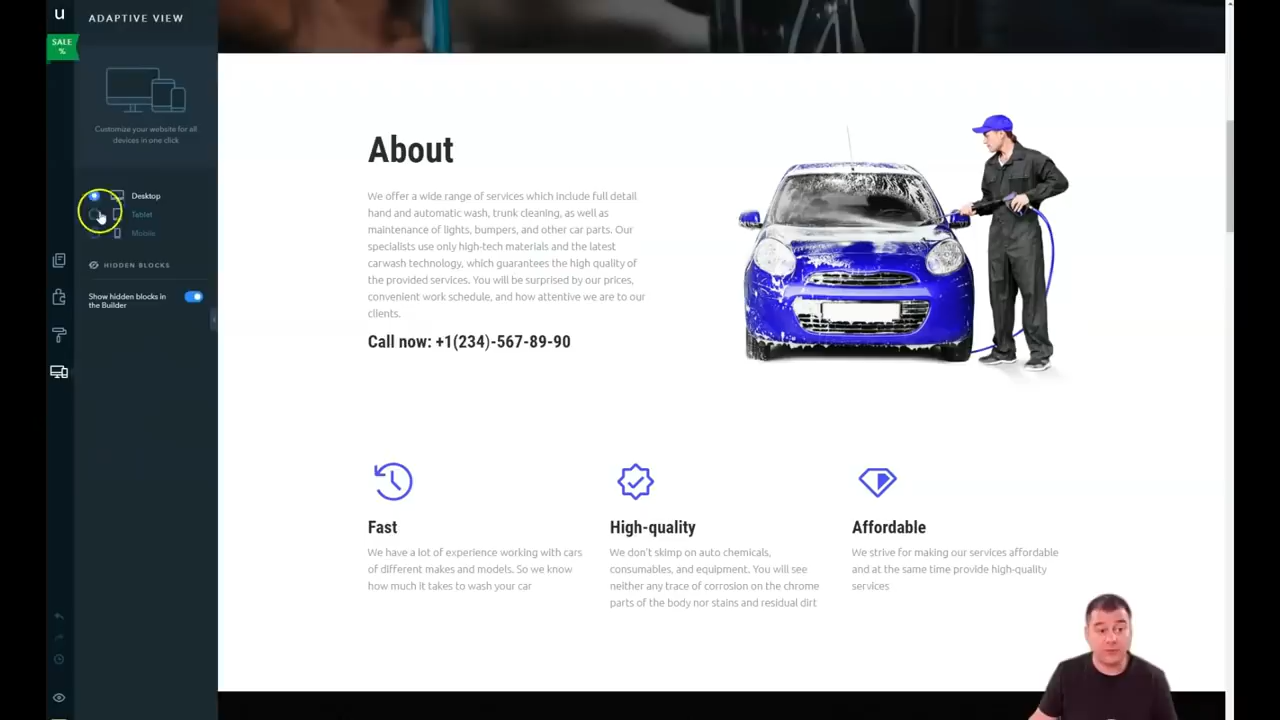 u
ADAPTIVE VIEW
SALE
%
Customize your website for all
devices in one click
Desktop
Tablet
Mobile
HIDDEN BLOCKS
Show hidden blocks in
the Builder
About
We offer a wide range of services which include full detail
hand and automatic wash, trunk cleaning, as well as
maintenance of lights, bumpers, and other car parts. Our
specialists use only high-tech materials and the latest
carwash technology, which guarantees the high quality of
the provided services. You will be surprised by our prices,
convenient work schedule, and how attentive we are to our
clients.
Call now: +1(234)-567-89-90
Fast
We have a lot of experience working with cars
of different makes and models. So we know
how much it takes to wash your car
High-quality
We don't skimp on auto chemicals,
consumables, and equipment. You will see
neither any trace of corrosion on the chrome
parts of the body nor stains and residual dirt
Affordable
We strive for making our services affordable
and at the same time provide high-quality
services